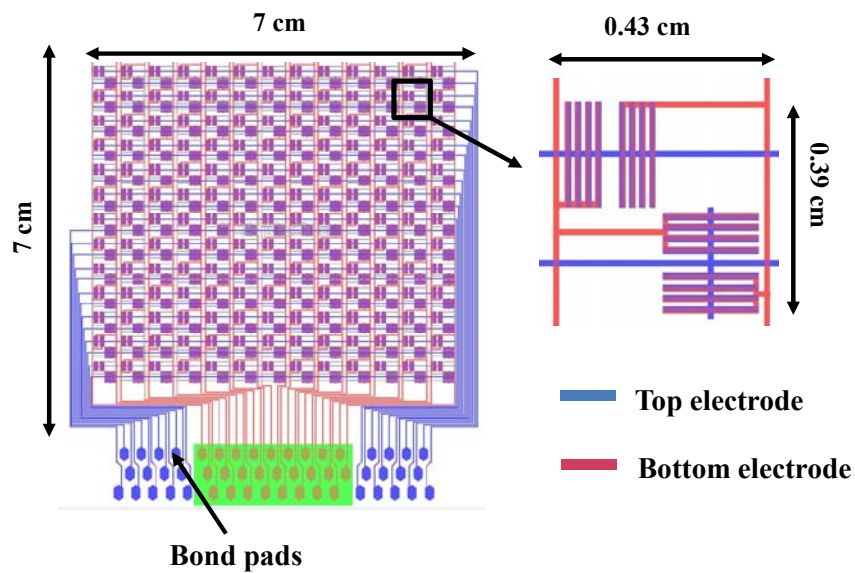 7 cm
0.43 cm
7 cm
0.39 cm
Top electrode
Bottom electrode
Bond pads